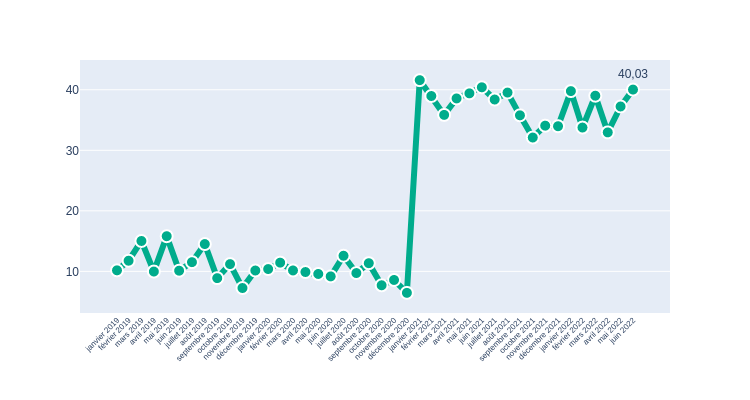 40,03
40
30
20
10
janvier 2019
février 2019
mars 2019
avril 2019
mai 2019
juin 2019
juillet 2019
août 2019
septembre 2019
octobre 2019
novembre 2019
décembre 2019
janvier 2020
février 2020
mars 2020
avril 2020
mai 2020
juin 2020
juillet 2020
août 2020
septembre 2020
octobre 2020
novembre 2020
décembre 2020
janvier 2021
février 2021
mars 2021
avril 2021
mai 2021
juin 2021
juillet 2021
août 2021
septembre 2021
octobre 2021
novembre 2021
décembre 2021
janvier 2022
février 2022
mars 2022
avril 2022
mai 2022
juin 2022